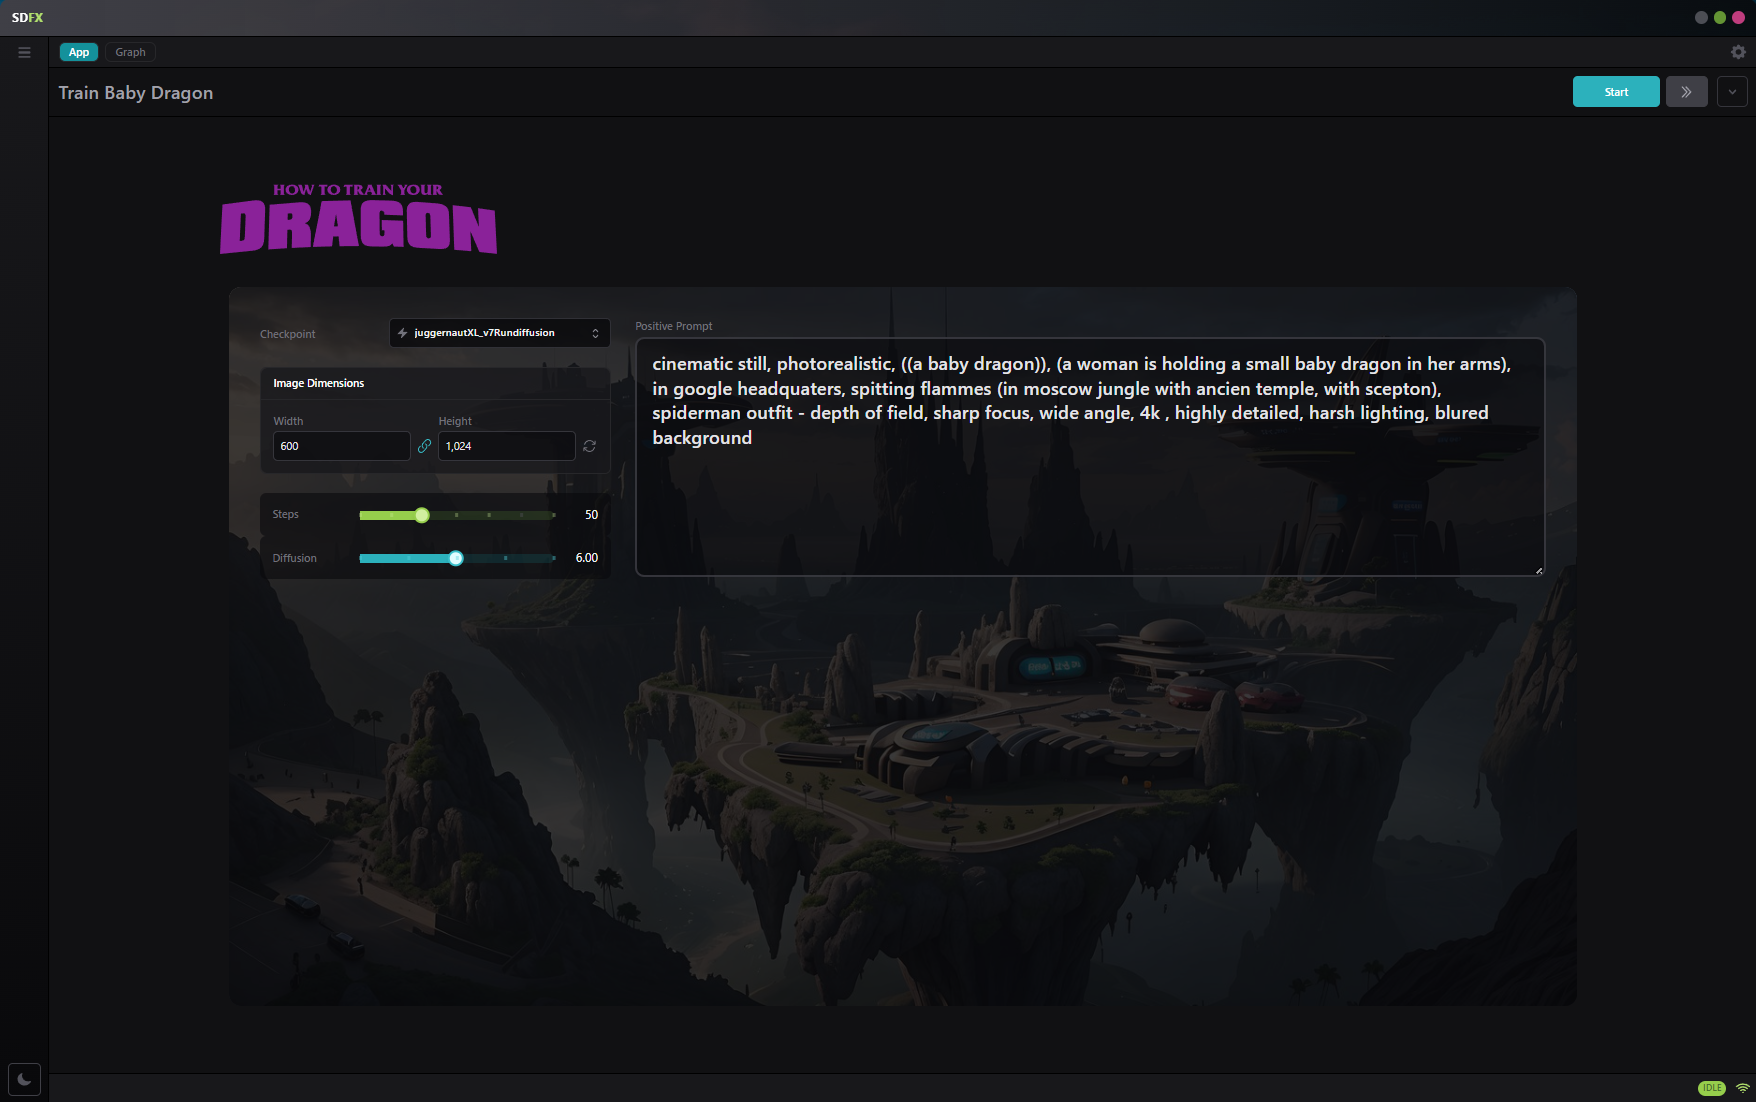 SDFX
App
Graph
Train Baby Dragon
Start
HOW TO TRAIN YOUR
DRAGON
Checkpoint
juggernautXL_v7Rundiffusion
Image Dimensions
Width
Height
600
1,024
Steps
50
Diffusion
6.00
Positive Prompt
cinematic still, photorealistic, ((a baby dragon)), (a woman is holding a small baby dragon in her arms),
in google headquaters, spitting flammes (in moscow jungle with ancien temple, with scepton),
spiderman outfit - depth of field, sharp focus, wide angle, 4k , highly detailed, harsh lighting, blured
background
IDLE